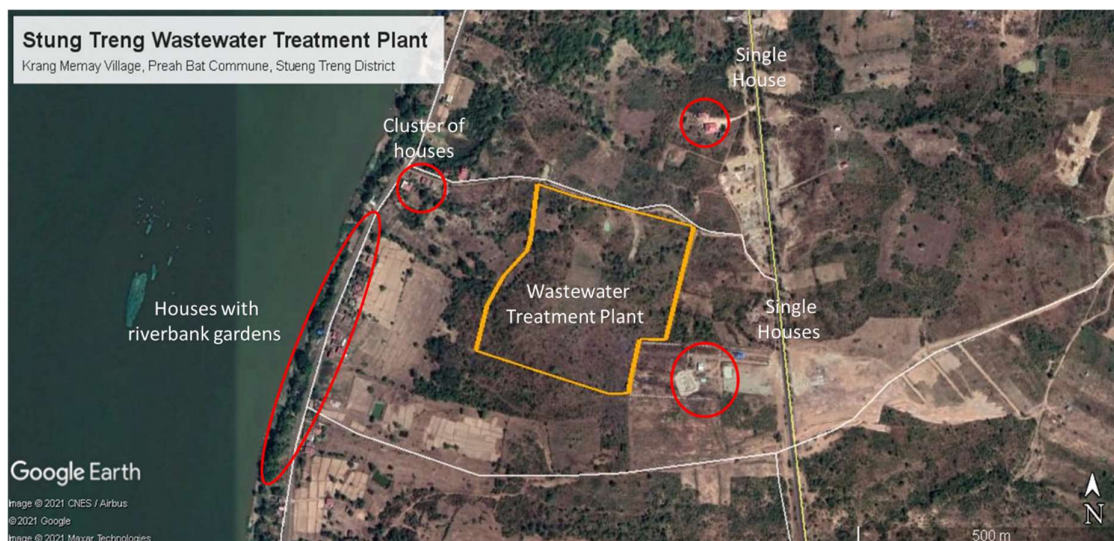 Stung Treng Wastewater Treatment Plant
Krang Memay Village, Preah Bat Commune, Stueng Treng District
Single
House
Cluster of
houses
Wastewater
Treatment Plant
Houses with
riverbank gardens
Single
Houses
Google Earth
Image © 2021 CNES / Airbus
© 2021 Google
Image © 2021 Maxar Technologies
N
500 m